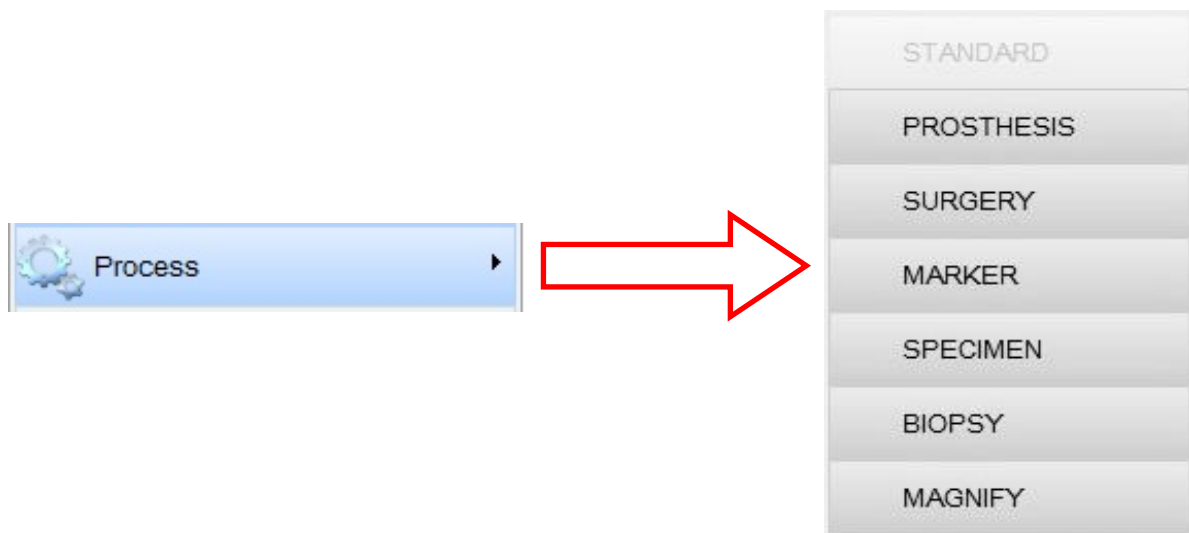 Process
STANDARD
PROSTHESIS
SURGERY
MARKER
SPECIMEN
BIOPSY
MAGNIFY